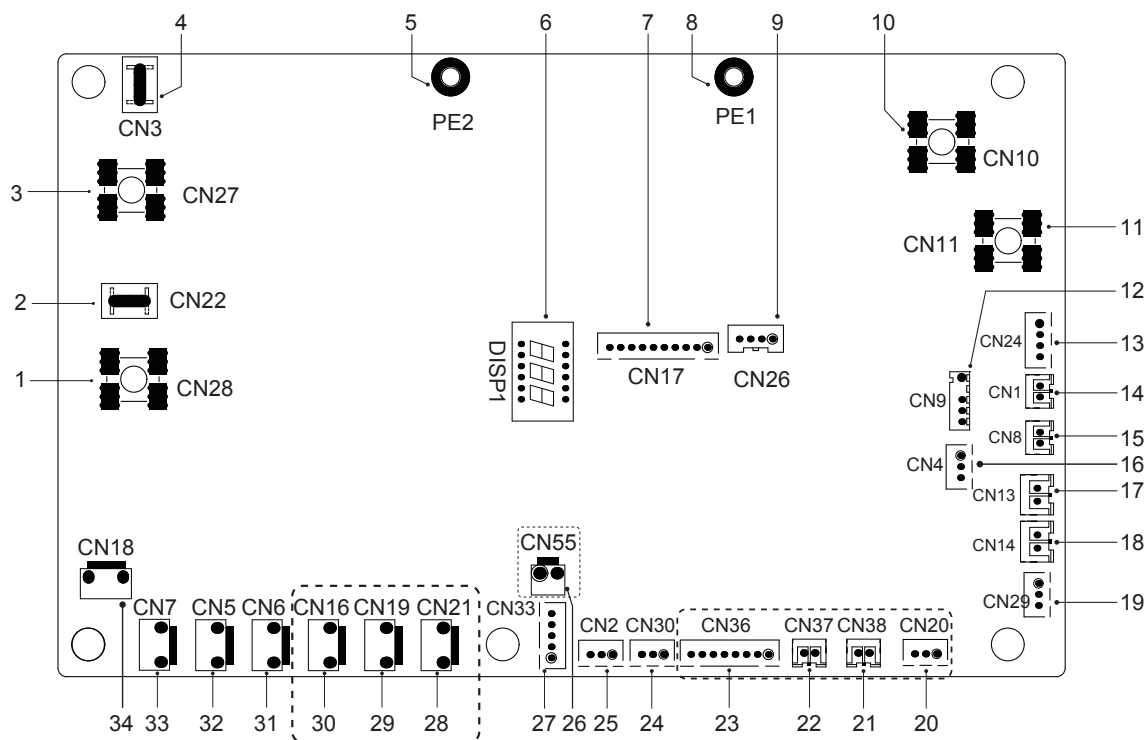 4 5 6 7 8 9 10
CN3 PE2 PE1
CN10
3 CN27
CN11 11
2 CN22 12
CN24 13
DISP1 CN17 CN26
1 CN28 CN9 CN1 14
CN8 15
CN4 16
CN13 17
CN18 CN55 CN14 18
CN7 CN5 CN6 CN16 CN19 CN21 CN33 CN2 CN30 CN36 CN37 CN38 CN20 CN29 19
34 33 32 31 30 29 28 27 26 25 24 23 22 21 20